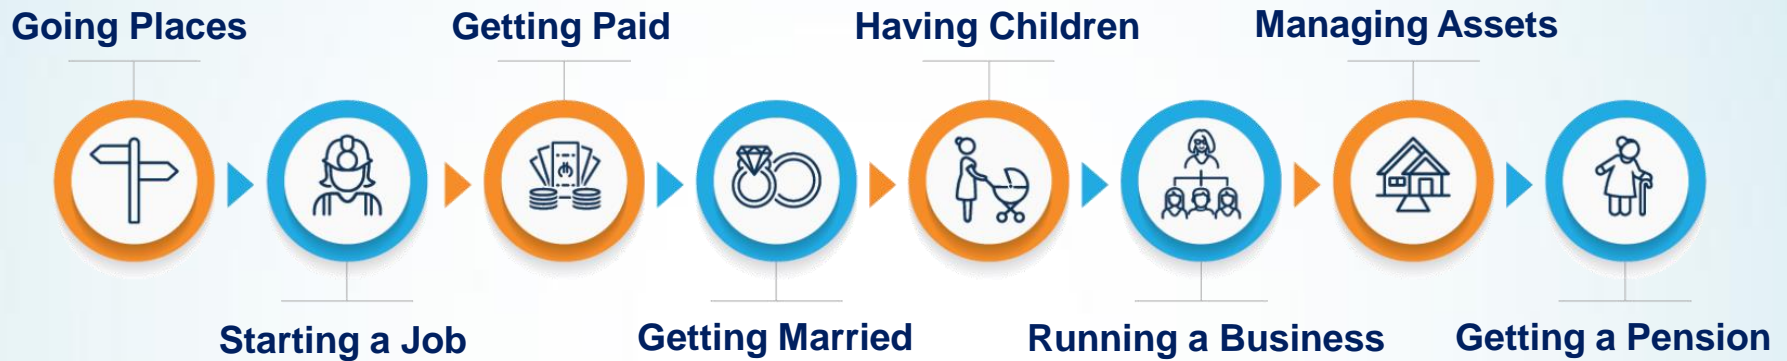 Going Places
Getting Paid
Having Children
Managing Assets
Starting a Job
Getting Married
Running a Business
Getting a Pension